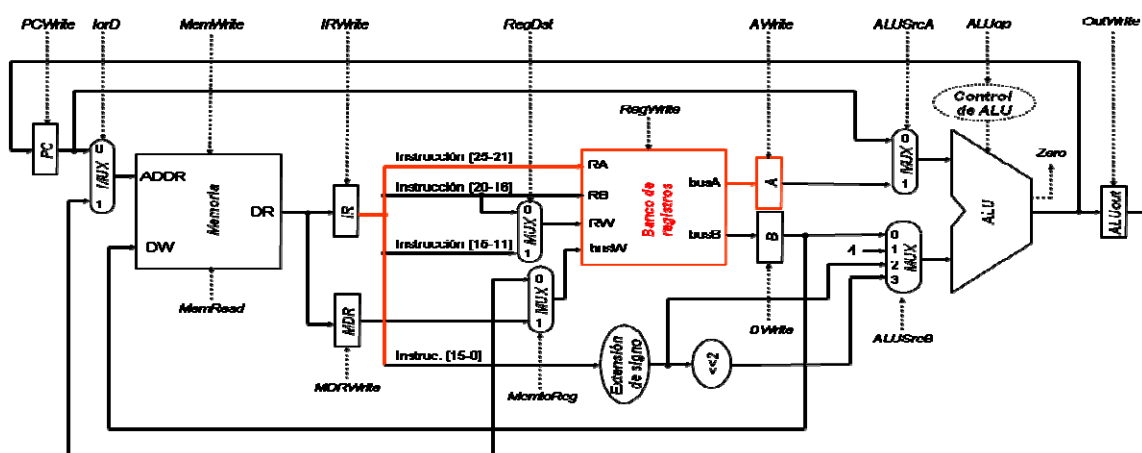 PCWrite
IorD
MemWrite
IRWrite
RegDst
AWrite
ALUSrcA
ALUop
OutWrite
Control
de ALU
RegWrite
Zero
PC
0
MUX
1
ADDR
DW
Memoria
DR
IR
Instrucción [25-21]
Instrucción [20-16]
Instrucción [15-11]
0
MUX
1
RA
RB
RW
busW
Banco de
registros
busA
busB
A
B
0
MUX
1
4
0
1
2
3
MUX
ALU
ALUout
MemRead
MDR
MDRWrite
0
MUX
1
MemtoReg
Instruc. [15-0]
Extensión
de signo
<<2
BWrite
ALUSrcB